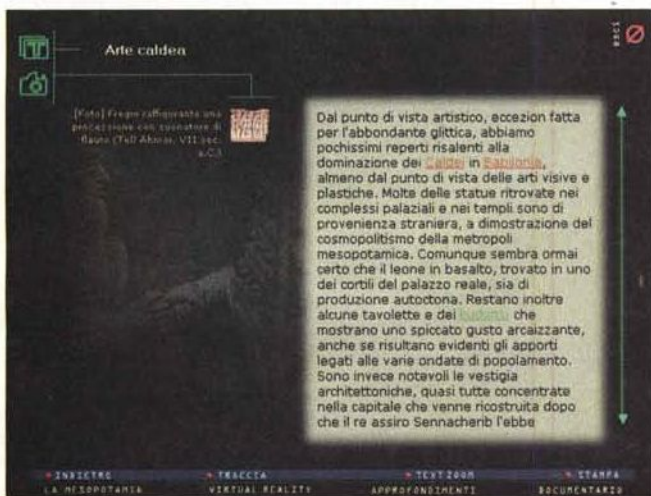 Arte caldea
esci
[Foto] Fregio raffigurante una
processione con suonatore di
flauto (Tell Ahmar, VII sec.
a.C.)
Dal punto di vista artistico, eccezion fatta
per l'abbondante glittica, abbiamo
pochissimi reperti risalenti alla
dominazione dei Caldei in Babilonia,
almeno dal punto di vista delle arti visive e
plastiche. Molte delle statue ritrovate nei
complessi palaziali e nei templi sono di
provenienza straniera, a dimostrazione del
cosmopolitismo della metropoli
mesopotamica. Comunque sembra ormai
certo che il leone in basalto, trovato in uno
dei cortili del palazzo reale, sia di
produzione autoctona. Restano inoltre
alcune tavolette e dei kudurru che
mostrano uno spiccato gusto arcaizzante,
anche se risultano evidenti gli apporti
legati alle varie ondate di popolamento.
Sono invece notevoli le vestigia
architettoniche, quasi tutte concentrate
nella capitale che venne ricostruita dopo
che il re assiro Sennacherib l'ebbe
INDIETRO TRACCIA TEXT ZOOM STAMPA
LA MESOPOTAMIA VIRTUAL REALITY APPROFONDIMENTI DOCUMENTARIO